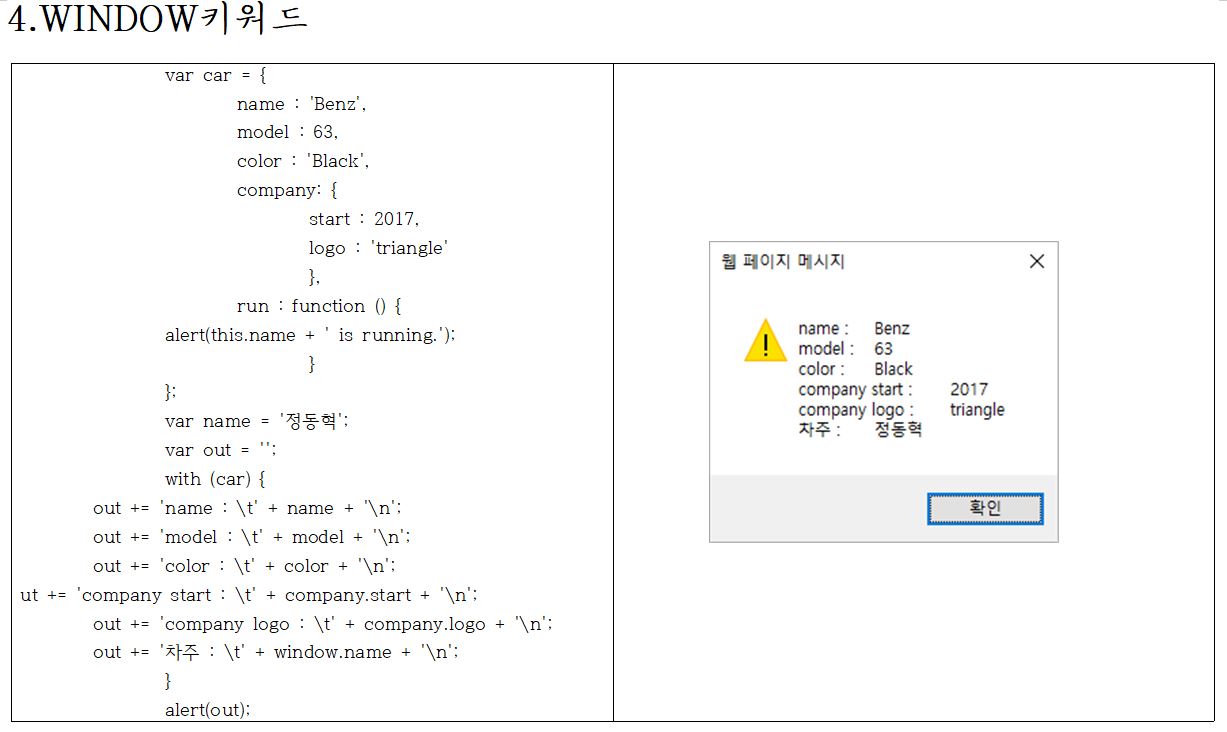 4.WINDOW키워드
var car = {
name : 'Benz',
model : 63,
color : 'Black',
company: {
start : 2017,
logo : 'triangle'
},
run : function () {
alert(this.name + ' is running.');
}
};
var name = '정동혁';
var out = '';
with (car) {
out += 'name : \t' + name + '\n';
out += 'model : \t' + model + '\n';
out += 'color : \t' + color + '\n';
ut += 'company start : \t' + company.start + '\n';
out += 'company logo : \t' + company.logo + '\n';
out += '차주 : \t' + window.name + '\n';
}
alert(out);
웹 페이지 메시지
name : Benz
model : 63
color : Black
company start : 2017
company logo : triangle
차주 : 정동혁
확인